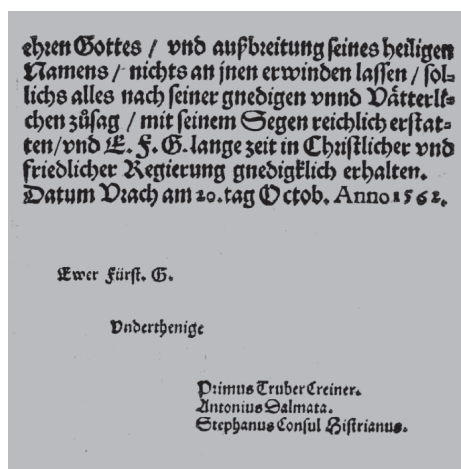 ehren Gottes / vnd außbreitung seines heiligen
Namens / nichts an jnen erwinden lassen / sol-
lichs alles nach seiner gnedigen vnnd Vätterli-
chen zůsag / mit seinem Segen reichlich erstat-
ten/vnd E. F. G. lange zeit in Christlicher vnd
friedlicher Regierung gnedigklich erhalten.
Datum Vrach am 20. tag Octob. Anno 1562.
Ewer Fürst. G.
Vnderthenige
Primus Truber Creiner.
Antonius Dalmata.
Stephanus Consul Histrianus.